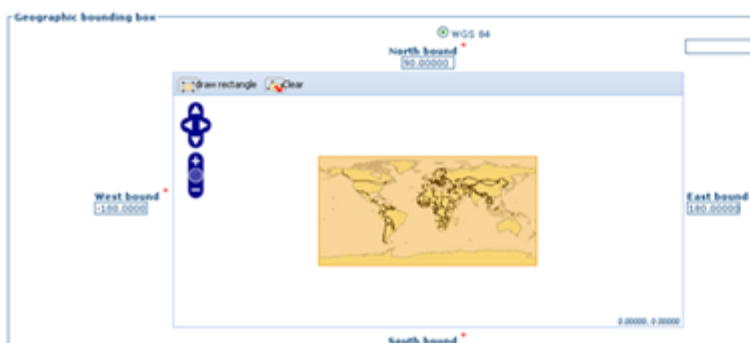 Geographic bounding box
WGS 84
North bound *
90.00000
draw rectangle Clear
West bound *
-180.0000
East bound
180.00000
0.00000, 0.00000
South bound *